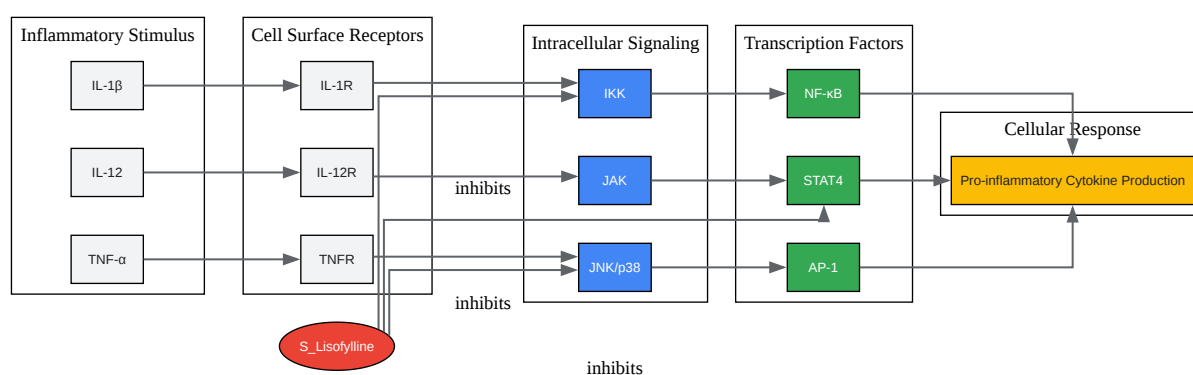 Inflammatory Stimulus
Cell Surface Receptors
Intracellular Signaling
Transcription Factors
IL-1β
IL-1R
IKK
NF-κB
Cellular Response
IL-12
IL-12R
inhibits
JAK
STAT4
Pro-inflammatory Cytokine Production
TNF-α
TNFR
JNK/p38
AP-1
inhibits
S_Lisofylline
inhibits